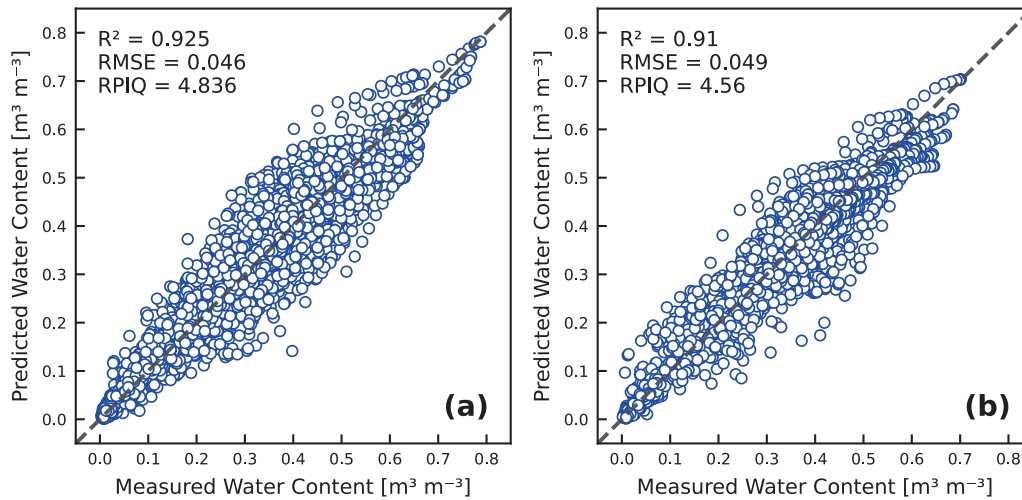 R² = 0.925
RMSE = 0.046
RPIQ = 4.836
Predicted Water Content [m³ m⁻³]
0.8
0.7
0.6
0.5
0.4
0.3
0.2
0.1
0.0
(a)
0.0 0.1 0.2 0.3 0.4 0.5 0.6 0.7 0.8
Measured Water Content [m³ m⁻³]
R² = 0.91
RMSE = 0.049
RPIQ = 4.56
Predicted Water Content [m³ m⁻³]
0.8
0.7
0.6
0.5
0.4
0.3
0.2
0.1
0.0
(b)
0.0 0.1 0.2 0.3 0.4 0.5 0.6 0.7 0.8
Measured Water Content [m³ m⁻³]